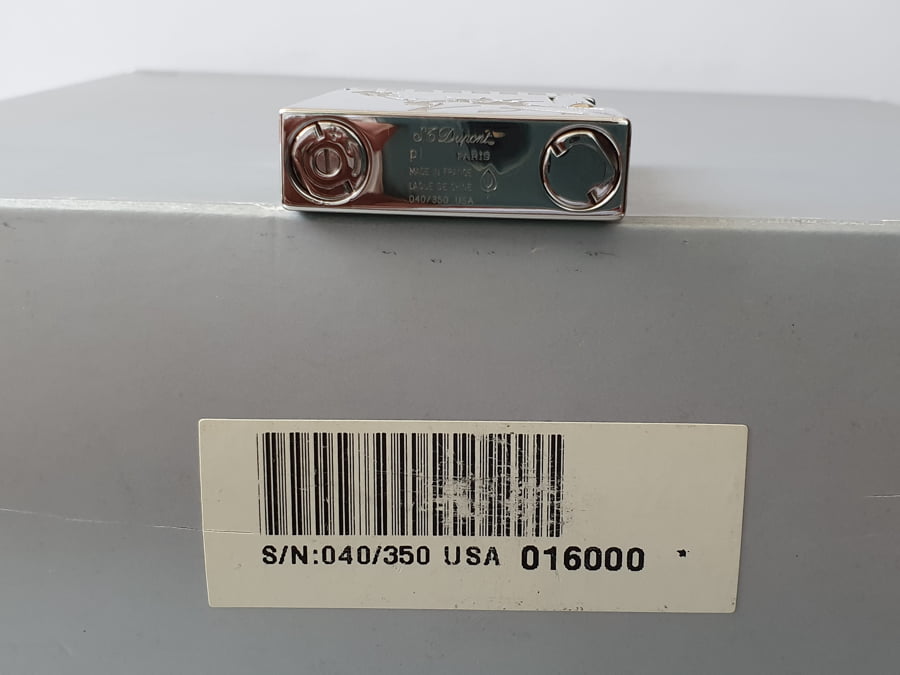 S.T. Dupont
p PARIS
MADE IN FRANCE
LAQUE DE CHINE
040/350 USA
S/N:040/350 USA 016000 *